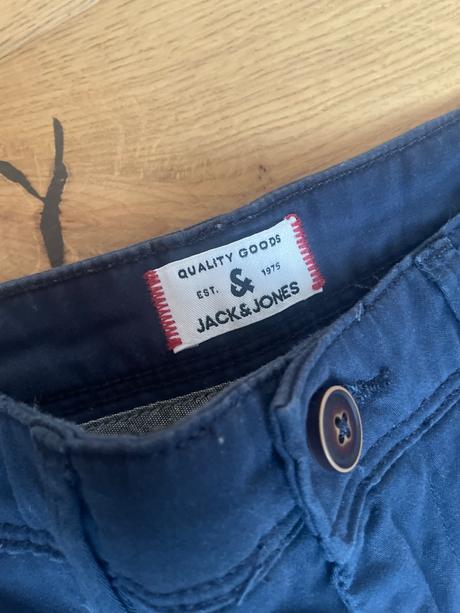 QUALITY GOODS
EST. & 1975
JACK&JONES